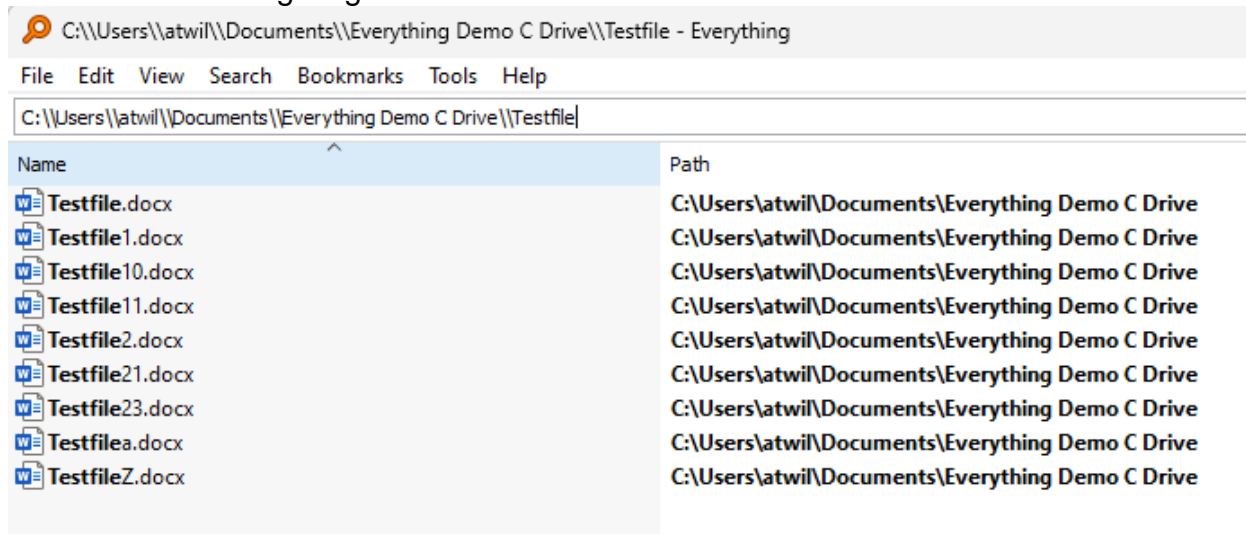 C:\\Users\\atwil\\Documents\\Everything Demo C Drive\\Testfile - Everything
File Edit View Search Bookmarks Tools Help
C:\\Users\\atwil\\Documents\\Everything Demo C Drive\\Testfile
Name Path
Testfile.docx C:\Users\atwil\Documents\Everything Demo C Drive
Testfile1.docx C:\Users\atwil\Documents\Everything Demo C Drive
Testfile10.docx C:\Users\atwil\Documents\Everything Demo C Drive
Testfile11.docx C:\Users\atwil\Documents\Everything Demo C Drive
Testfile2.docx C:\Users\atwil\Documents\Everything Demo C Drive
Testfile21.docx C:\Users\atwil\Documents\Everything Demo C Drive
Testfile23.docx C:\Users\atwil\Documents\Everything Demo C Drive
Testfilea.docx C:\Users\atwil\Documents\Everything Demo C Drive
TestfileZ.docx C:\Users\atwil\Documents\Everything Demo C Drive